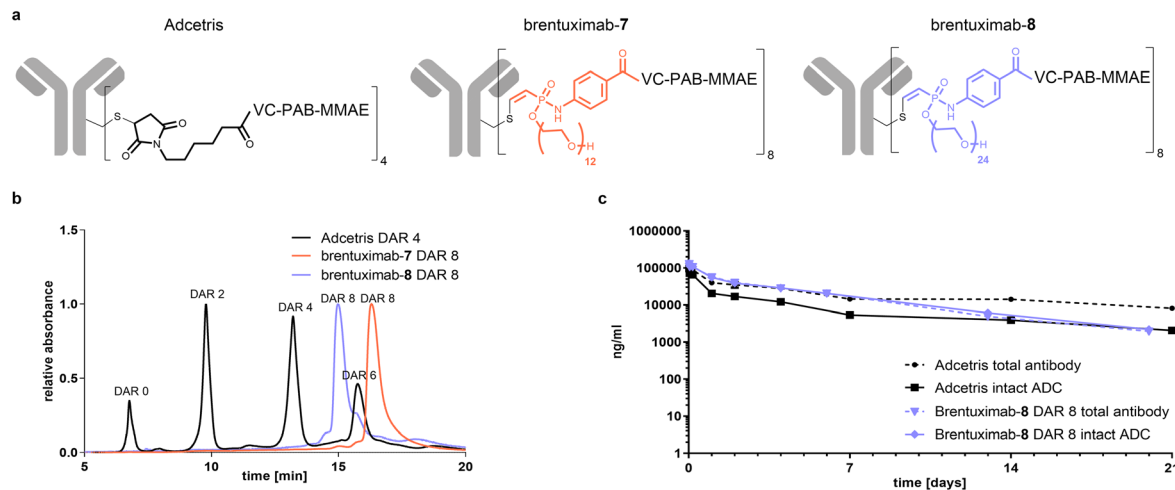 a
Adcetris
brentuximab-7
brentuximab-8
S
O
N
O
O
VC-PAB-MMAE
4
S
O
P
N
H
O
O
VC-PAB-MMAE
O H
12
8
S
O
P
N
H
O
O
VC-PAB-MMAE
O H
24
8
b
relative absorbance
1.5
1.0
0.5
0.0
5
10
15
20
time [min]
Adcetris DAR 4
brentuximab-7 DAR 8
brentuximab-8 DAR 8
DAR 0
DAR 2
DAR 4
DAR 8
DAR 8
DAR 6
c
ng/ml
1000000
100000
10000
1000
100
10
1
0
7
14
21
time [days]
Adcetris total antibody
Adcetris intact ADC
Brentuximab-8 DAR 8 total antibody
Brentuximab-8 DAR 8 intact ADC